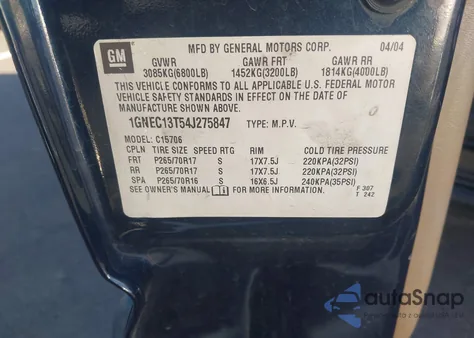 GM
MFD BY GENERAL MOTORS CORP. 04/04
GVWR GAWR FRT GAWR RR
3085KG(6800LB) 1452KG(3200LB) 1814KG(4000LB)
THIS VEHICLE CONFORMS TO ALL APPLICABLE U.S. FEDERAL MOTOR
VEHICLE SAFETY STANDARDS IN EFFECT ON THE DATE OF
MANUFACTURE SHOWN ABOVE.
1GNEC13T54J275847 TYPE: M.P.V.
MODEL: C15706
CPLN TIRE SIZE SPEED RTG RIM COLD TIRE PRESSURE
FRT P265/70R17 S 17X7.5J 220KPA(32PSI)
RR P265/70R17 S 17X7.5J 220KPA(32PSI)
SPA P265/70R16 S 16X6.5J 240KPA(35PSI)
SEE OWNER'S MANUAL FOR MORE INFORMATION.
F 307
T 242
autoSnap